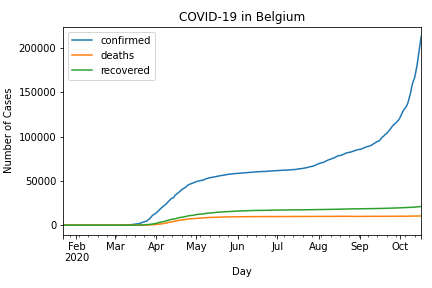 COVID-19 in Belgium
confirmed
deaths
recovered
Number of Cases
200000
150000
100000
50000
0
Feb Mar Apr May Jun Jul Aug Sep Oct
2020
Day